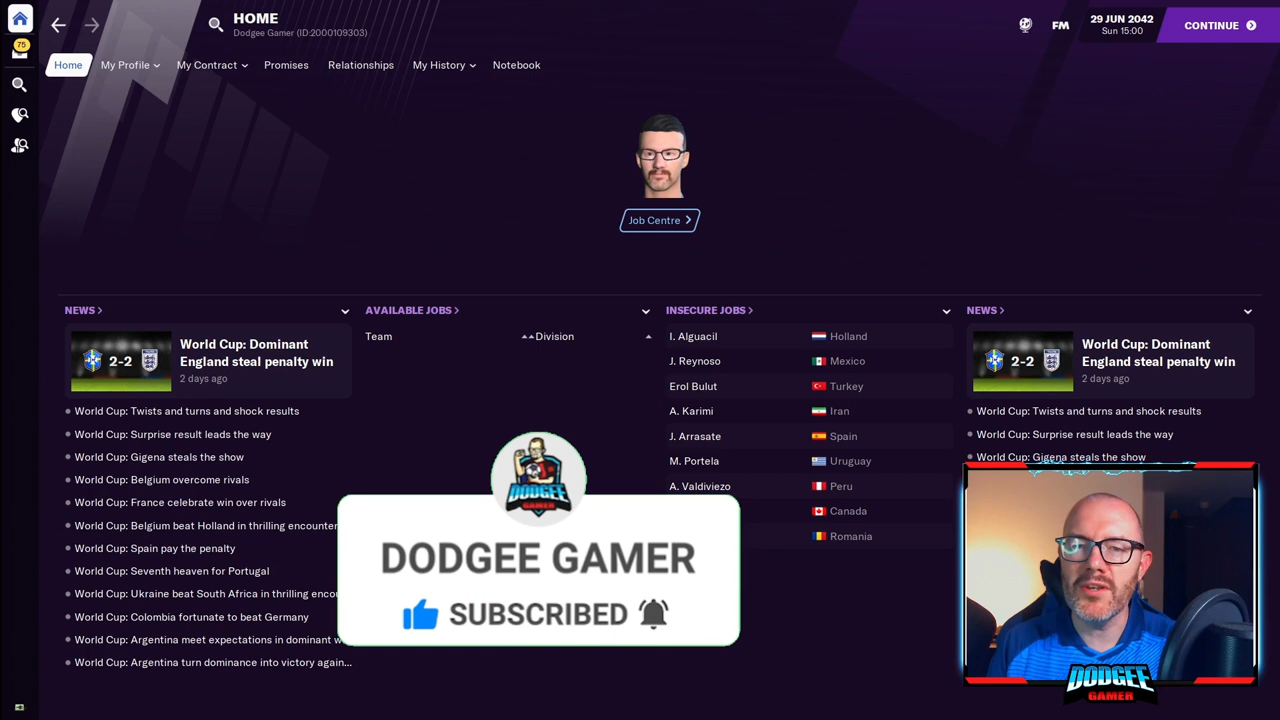 HOME
Dodgee Gamer (ID:2000109303)
FM
29 JUN 2042
Sun 15:00
CONTINUE
75
Home
My Profile
My Contract
Promises
Relationships
My History
Notebook
Job Centre
NEWS
2-2
World Cup: Dominant
England steal penalty win
2 days ago
World Cup: Twists and turns and shock results
World Cup: Surprise result leads the way
World Cup: Gigena steals the show
World Cup: Belgium overcome rivals
World Cup: France celebrate win over rivals
World Cup: Belgium beat Holland in thrilling encounter
World Cup: Spain pay the penalty
World Cup: Seventh heaven for Portugal
World Cup: Ukraine beat South Africa in thrilling
World Cup: Colombia fortunate to beat Germany
World Cup: Argentina meet expectations in dominant
World Cup: Argentina turn dominance into victory again...
AVAILABLE JOBS
Team Division
INSECURE JOBS
I. Alguacil Holland
J. Reynoso Mexico
Erol Bulut Turkey
A. Karimi Iran
J. Arrasate Spain
M. Portela Uruguay
A. Valdiviezo Peru
Canada
Romania
NEWS
2-2
World Cup: Dominant
England steal penalty win
2 days ago
World Cup: Twists and turns and shock results
World Cup: Surprise result leads the way
World Cup: Gigena steals the show
DODGEE
DODGEE GAMER
SUBSCRIBED
DODGEE
GAMER